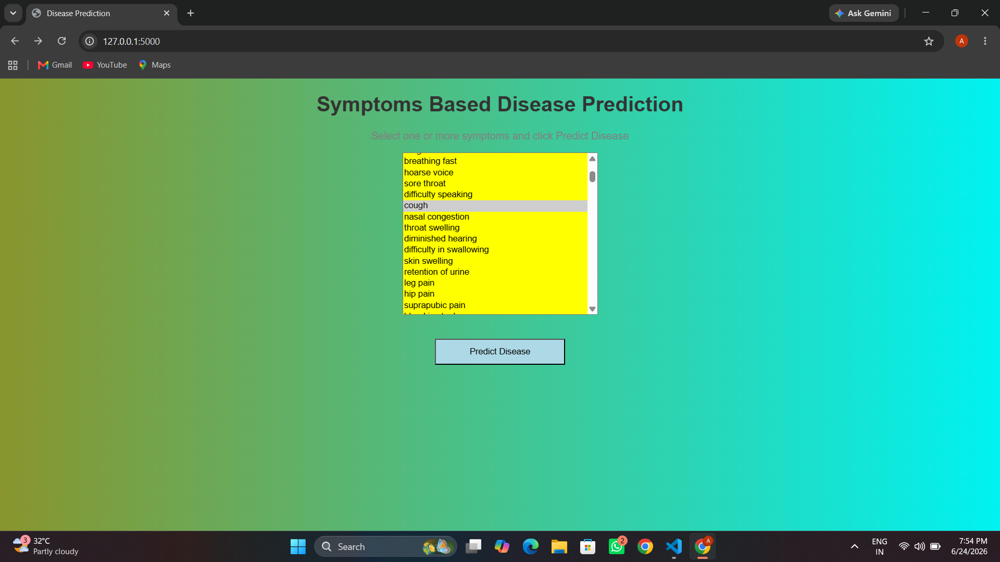 Disease Prediction
Ask Gemini
127.0.0.1:5000
A
Gmail
YouTube
Maps
Symptoms Based Disease Prediction
Select one or more symptoms and click Predict Disease
breathing fast
hoarse voice
sore throat
difficulty speaking
cough
nasal congestion
throat swelling
diminished hearing
difficulty in swallowing
skin swelling
retention of urine
leg pain
hip pain
suprapubic pain
Predict Disease
3
32°C
Partly cloudy
Search
2
A
ENG
IN
7:54 PM
6/24/2026